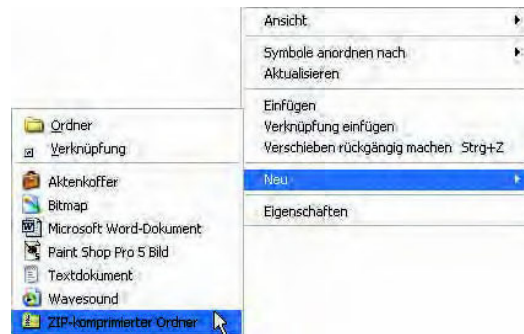 Ansicht
Symbole anordnen nach
Aktualisieren
Einfügen
Verknüpfung einfügen
Verschieben rückgängig machen Strg+Z
Neu
Eigenschaften
Ordner
Verknüpfung
Aktenkoffer
Bitmap
Microsoft Word-Dokument
Paint Shop Pro 5 Bild
Textdokument
Wavesound
ZIP-komprimierter Ordner